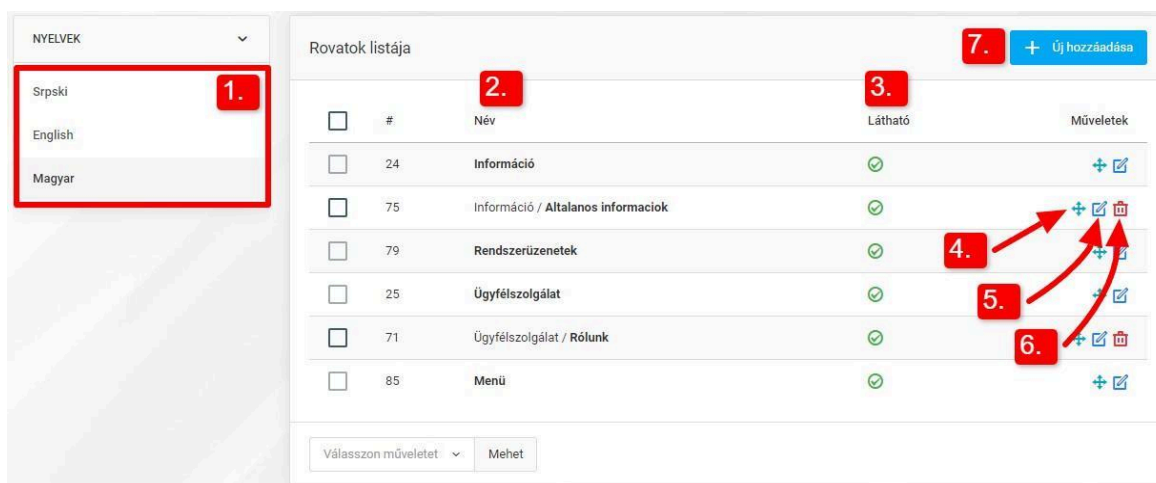 NYELVEK
1.
Srpski
English
Magyar
Rovatok listája
7.
+ Új hozzáadása
2.
3.
# Név Látható Műveletek
24 Információ
75 Információ / Altalanos informaciok
4.
79 Rendszerüzenetek
5.
25 Ügyfélszolgálat
6.
71 Ügyfélszolgálat / Rólunk
85 Menü
Válasszon műveletet Mehet